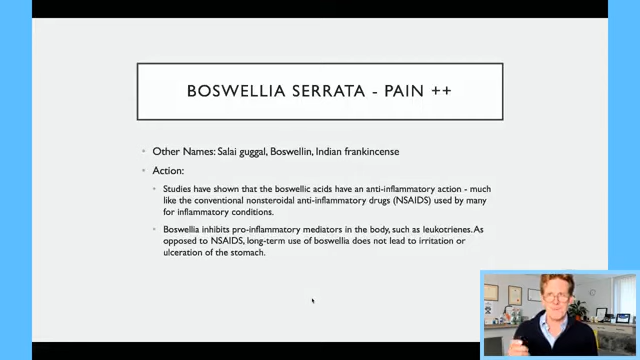 BOSWELLIA SERRATA - PAIN ++
Other Names: Salai guggal, Boswellin, Indian frankincense
Action:
Studies have shown that the boswellic acids have an anti-inflammatory action - much
like the conventional nonsteroidal anti-inflammatory drugs (NSAIDS) used by many
for inflammatory conditions.
Boswellia inhibits pro-inflammatory mediators in the body, such as leukotrienes. As
opposed to NSAIDS, long-term use of boswellia does not lead to irritation or
ulceration of the stomach.